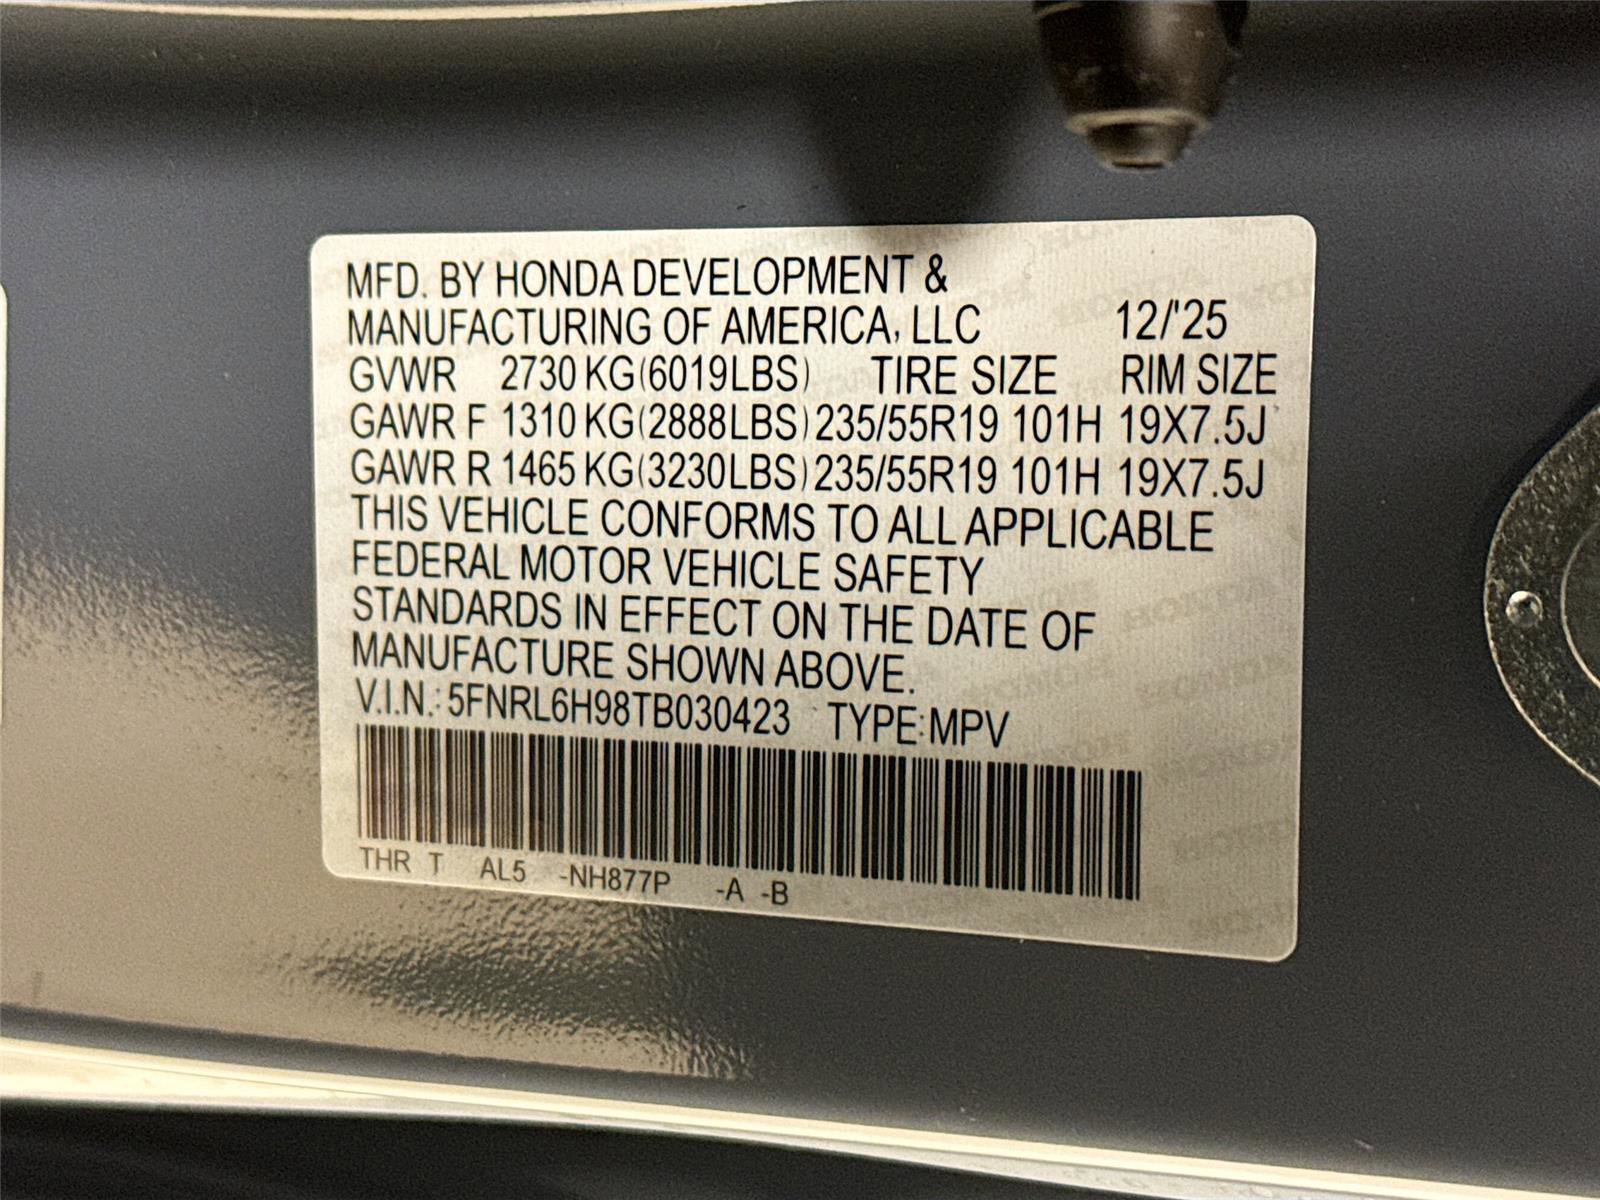 MFD. BY HONDA DEVELOPMENT &
MANUFACTURING OF AMERICA, LLC 12/'25
GVWR 2730 KG(6019LBS) TIRE SIZE RIM SIZE
GAWR F 1310 KG(2888LBS) 235/55R19 101H 19X7.5J
GAWR R 1465 KG(3230LBS) 235/55R19 101H 19X7.5J
THIS VEHICLE CONFORMS TO ALL APPLICABLE
FEDERAL MOTOR VEHICLE SAFETY
STANDARDS IN EFFECT ON THE DATE OF
MANUFACTURE SHOWN ABOVE.
V.I.N.: 5FNRL6H98TB030423 TYPE:MPV
THR T AL5 -NH877P -A -B